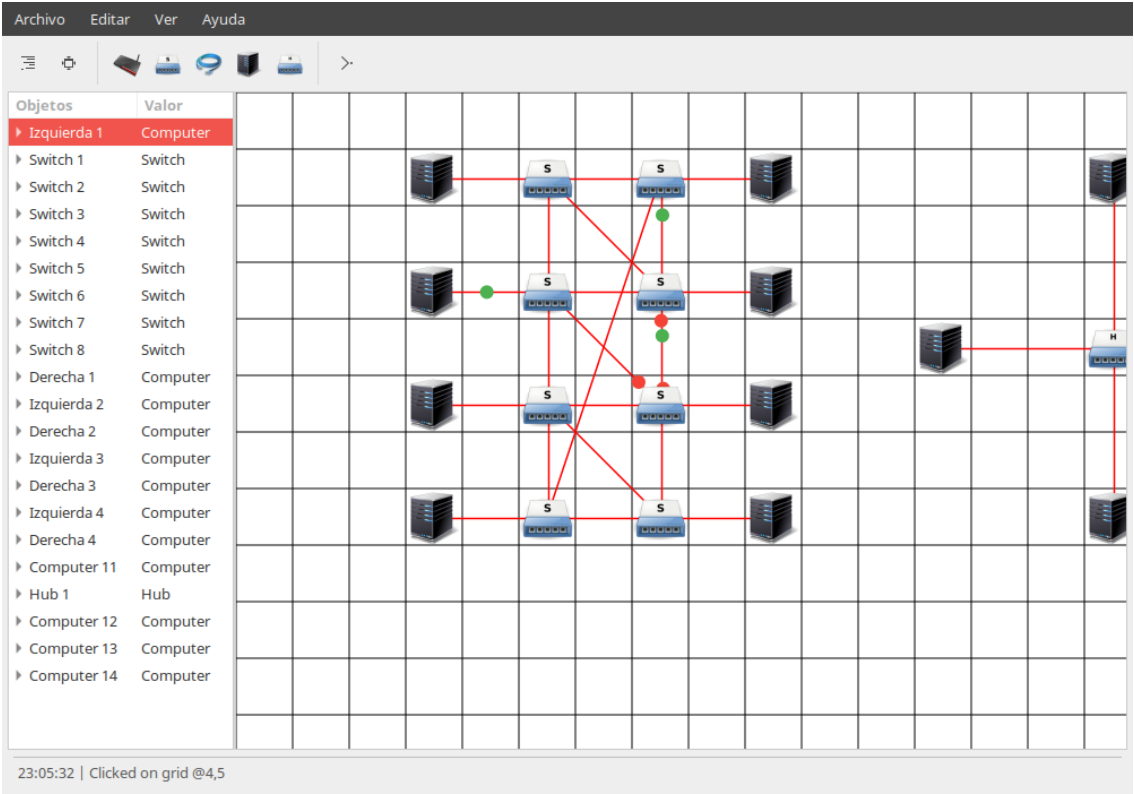 Archivo Editar Ver Ayuda
Objetos Valor
Izquierda 1 Computer
Switch 1 Switch
Switch 2 Switch
Switch 3 Switch
Switch 4 Switch
Switch 5 Switch
Switch 6 Switch
Switch 7 Switch
Switch 8 Switch
Derecha 1 Computer
Izquierda 2 Computer
Derecha 2 Computer
Izquierda 3 Computer
Derecha 3 Computer
Izquierda 4 Computer
Derecha 4 Computer
Computer 11 Computer
Hub 1 Hub
Computer 12 Computer
Computer 13 Computer
Computer 14 Computer
S S
S S
H
S S
S S
23:05:32 | Clicked on grid @4,5